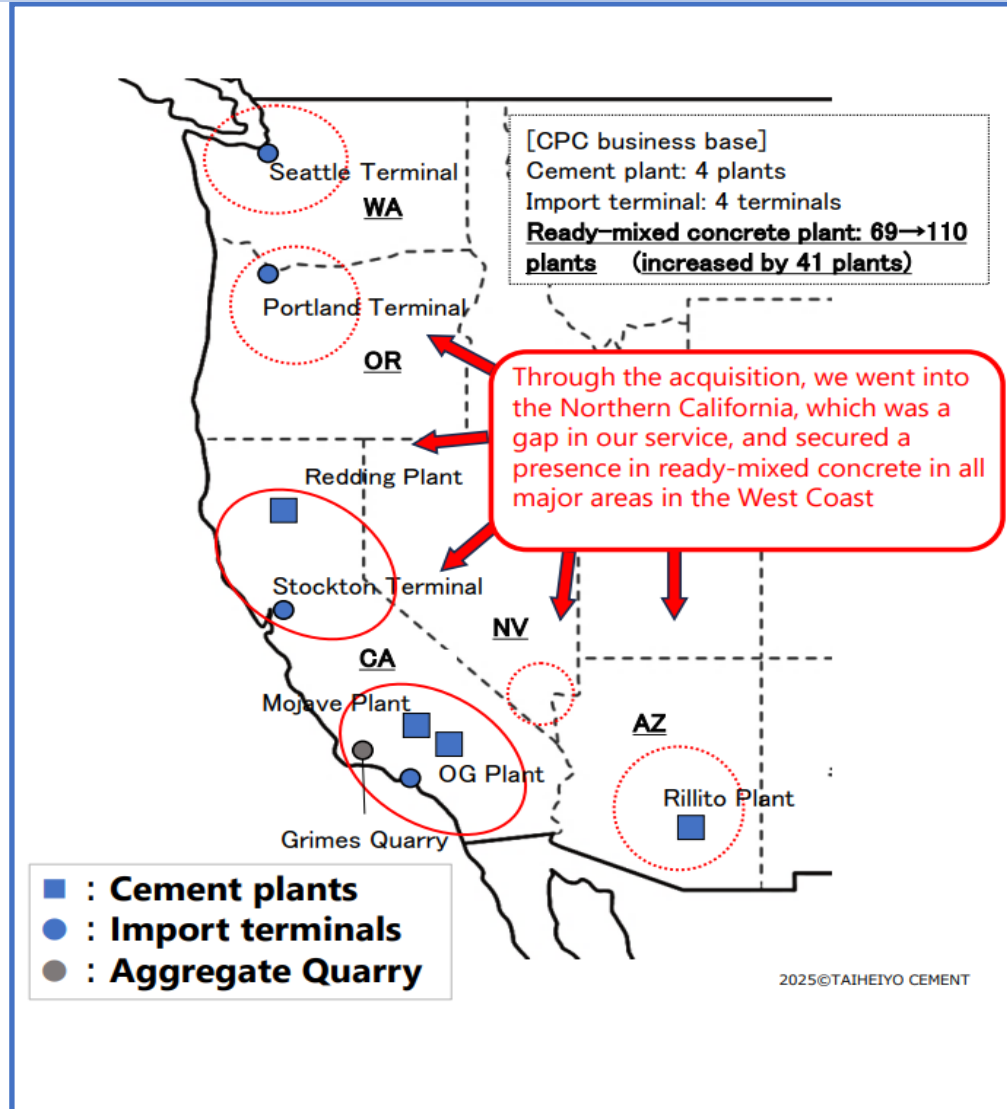 [CPC business base]
Cement plant: 4 plants
Import terminal: 4 terminals
Ready-mixed concrete plant: 69→110
plants (increased by 41 plants)
Seattle Terminal
WA
Portland Terminal
OR
Through the acquisition, we went into
the Northern California, which was a
gap in our service, and secured a
presence in ready-mixed concrete in all
major areas in the West Coast
Redding Plant
Stockton Terminal
NV
CA
Mojave Plant
AZ
OG Plant
Rillito Plant
Grimes Quarry
: Cement plants
: Import terminals
: Aggregate Quarry
2025©TAIHEIYO CEMENT